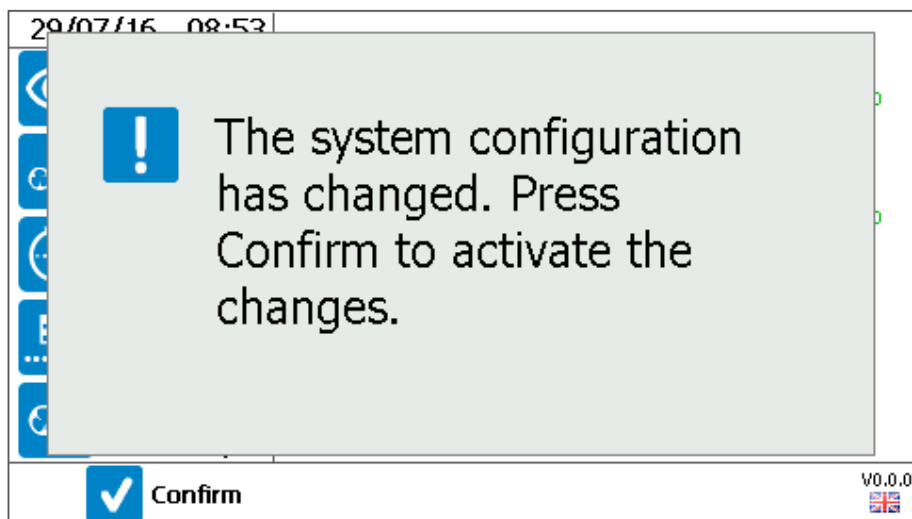 29/07/16 08:53
The system configuration
has changed. Press
Confirm to activate the
changes.
Confirm
V0.0.0